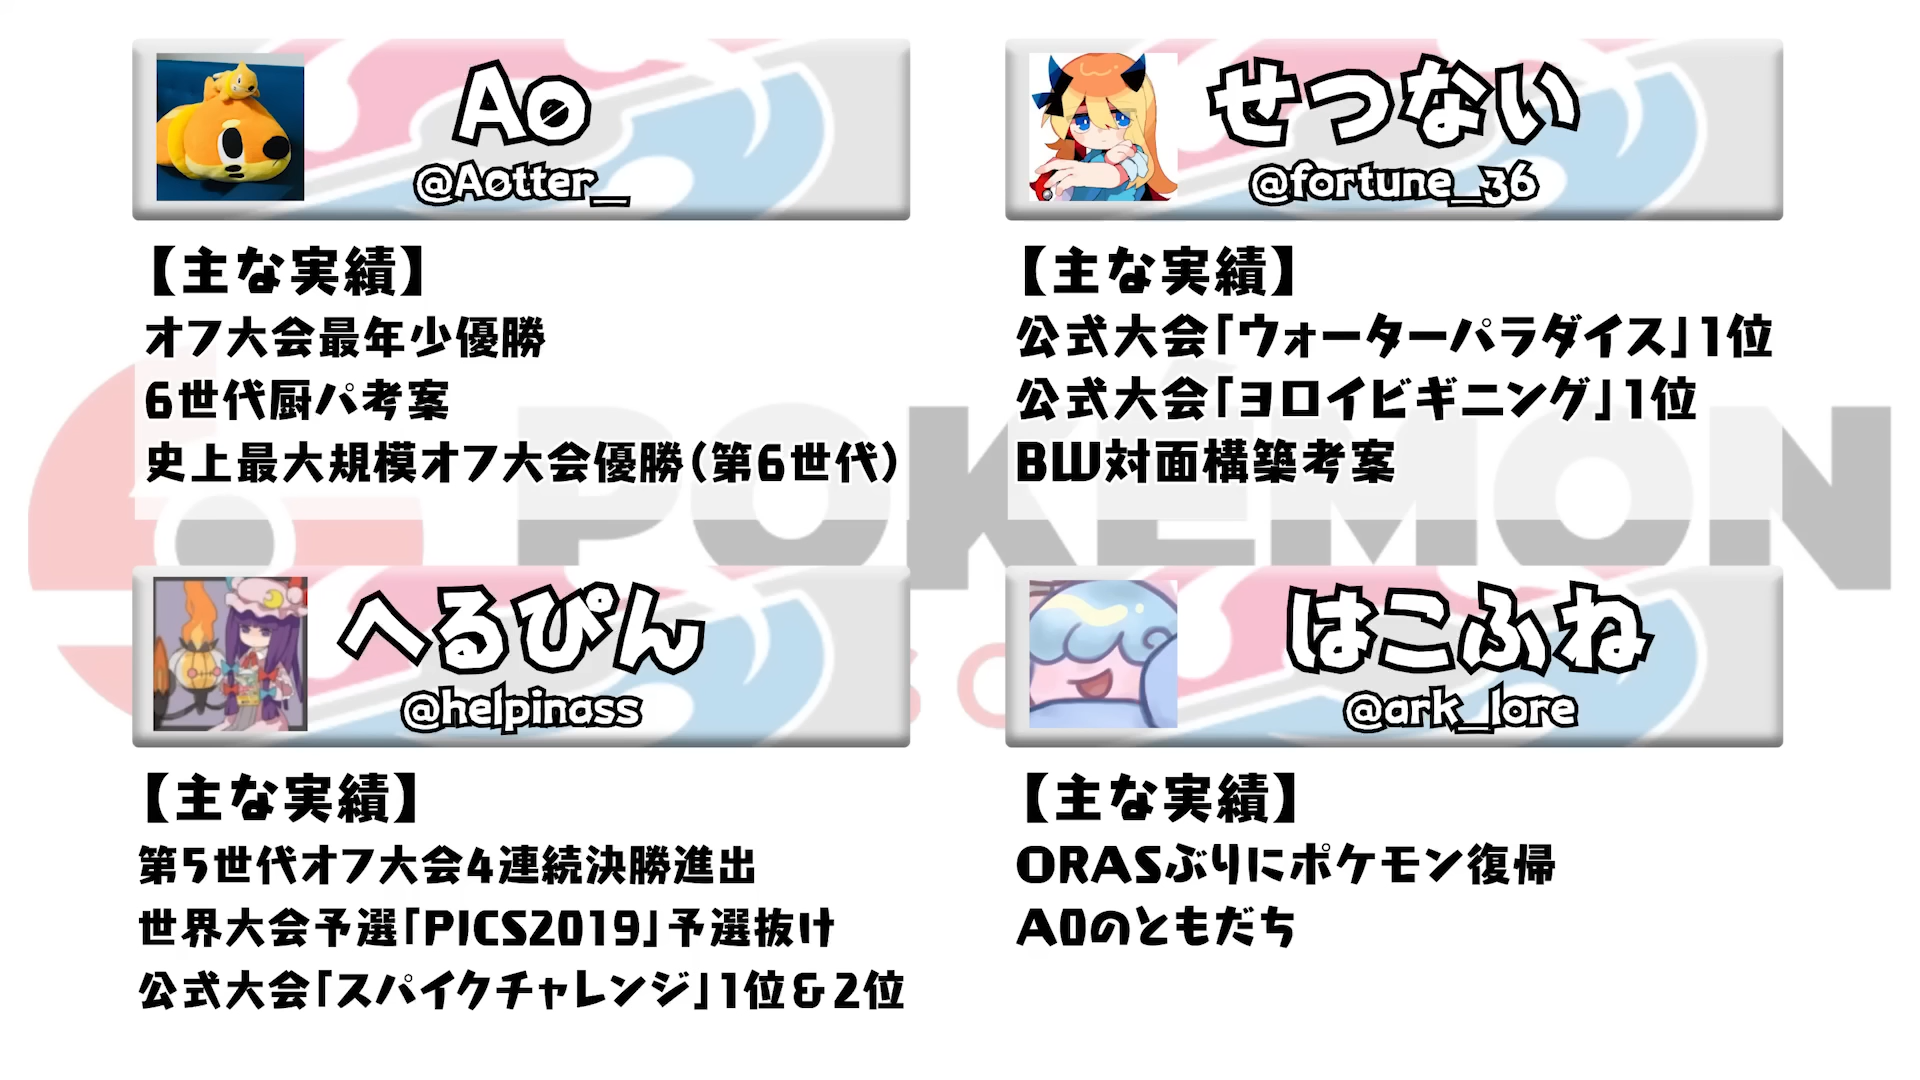 A0
@A0tter_
【主な実績】
オフ大会最年少優勝
6世代厨パ考案
史上最大規模オフ大会優勝(第6世代)
せつない
@fortune_36
【主な実績】
公式大会「ウォーターパラダイス」1位
公式大会「ヨロイビギニング」1位
BW対面構築考案
へるぴん
@helpinass
【主な実績】
第5世代オフ大会4連続決勝進出
世界大会予選「PICS2019」予選抜け
公式大会「スパイクチャレンジ」1位&2位
はこふね
@ark_lore
【主な実績】
ORASぶりにポケモン復帰
A0のともだち
POKÉMON